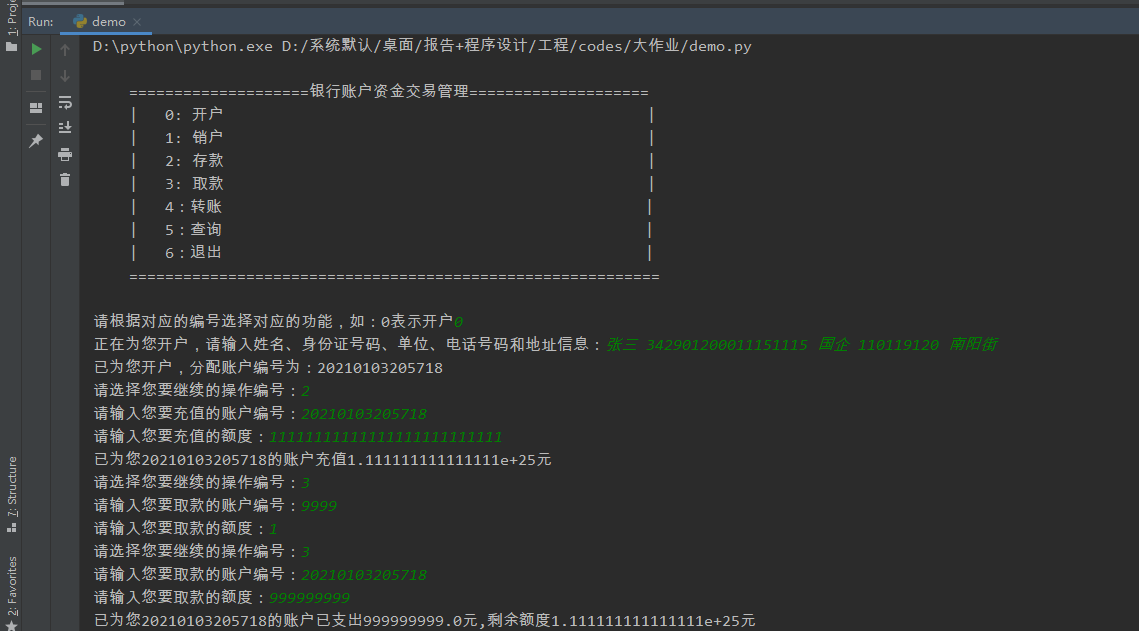 1: Proje
Run:
demo
D:\python\python.exe D:/系统默认/桌面/报告+程序设计/工程/codes/大作业/demo.py
====================银行账户资金交易管理====================
| 0: 开户 |
| 1: 销户 |
| 2: 存款 |
| 3: 取款 |
| 4：转账 |
| 5：查询 |
| 6：退出 |
===========================================================
请根据对应的编号选择对应的功能，如：0表示开户0
正在为您开户，请输入姓名、身份证号码、单位、电话号码和地址信息：张三 342901200011151115 国企 110119120 南阳街
已为您开户，分配账户编号为：20210103205718
请选择您要继续的操作编号：2
请输入您要充值的账户编号：20210103205718
请输入您要充值的额度：11111111111111111111111111
已为您20210103205718的账户充值1.111111111111111e+25元
请选择您要继续的操作编号：3
请输入您要取款的账户编号：9999
请输入您要取款的额度：1
请选择您要继续的操作编号：3
请输入您要取款的账户编号：20210103205718
请输入您要取款的额度：999999999
已为您20210103205718的账户已支出999999999.0元,剩余额度1.111111111111111e+25元
7: Structure
2: Favorites